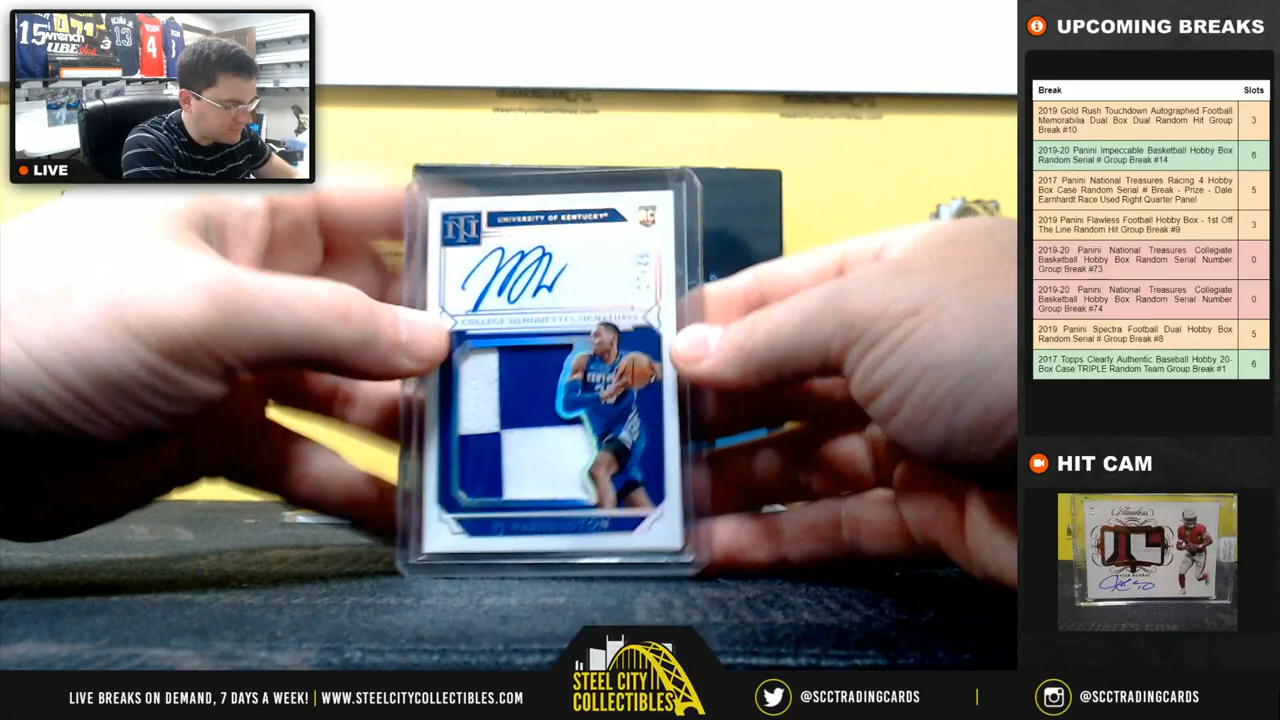 LIVE
UNIVERSITY OF KENTUCKY
RC
COLLEGE SILHOUETTES SIGNATURES
UPCOMING BREAKS
Break Slots
2019 Gold Rush Touchdown Autographed Football
Memorabilia Dual Box Dual Random Hit Group
Break #10
3
2019-20 Panini Impeccable Basketball Hobby Box
Random Serial # Group Break #14
6
2017 Panini National Treasures Racing 4 Hobby
Box Case Random Serial # Break - Prize - Dale
Earnhardt Race Used Right Quarter Panel
5
2019 Panini Flawless Football Hobby Box - 1st Off
The Line Random Hit Group Break #9
3
2019-20 Panini National Treasures Collegiate
Basketball Hobby Box Random Serial Number
Group Break #73
0
2019-20 Panini National Treasures Collegiate
Basketball Hobby Box Random Serial Number
Group Break #74
0
2019 Panini Spectra Football Dual Hobby Box
Random Serial # Group Break #8
5
2017 Topps Clearly Authentic Baseball Hobby 20-
Box Case TRIPLE Random Team Group Break #1
6
HIT CAM
Flawless
LIVE BREAKS ON DEMAND, 7 DAYS A WEEK! | WWW.STEELCITYCOLLECTIBLES.COM
STEEL CITY
COLLECTIBLES
@SCCTRADINGCARDS | @SCCTRADINGCARDS